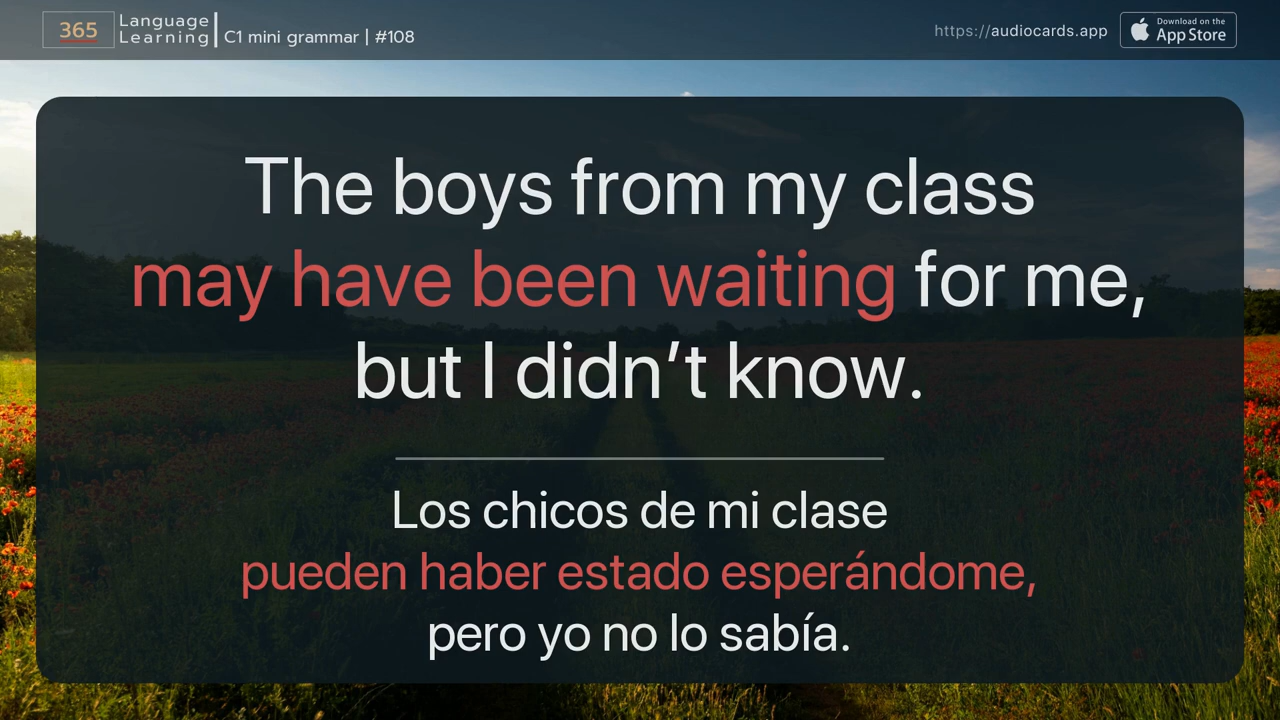 365
Language
Learning
C1 mini grammar | #108
https://audiocards.app
Download on the
App Store
The boys from my class
may have been waiting for me,
but I didn’t know.
Los chicos de mi clase
pueden haber estado esperándome,
pero yo no lo sabía.